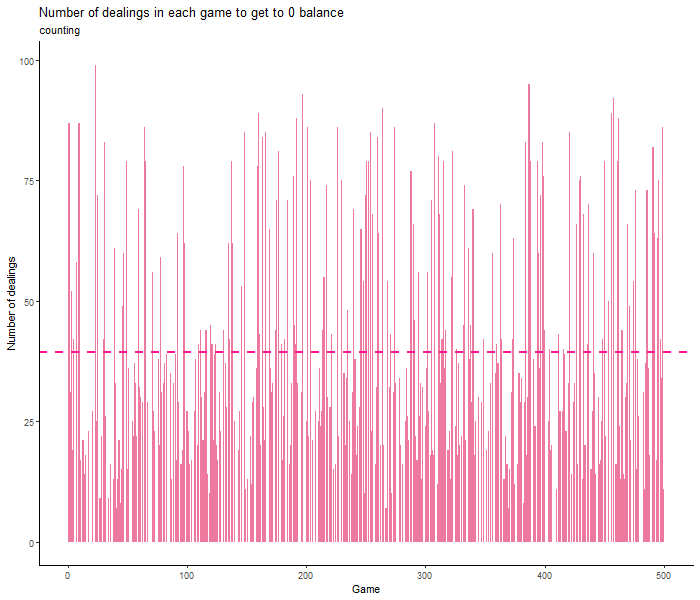 Number of dealings in each game to get to 0 balance
counting
100
75
50
25
0
Number of dealings
0 100 200 300 400 500
Game